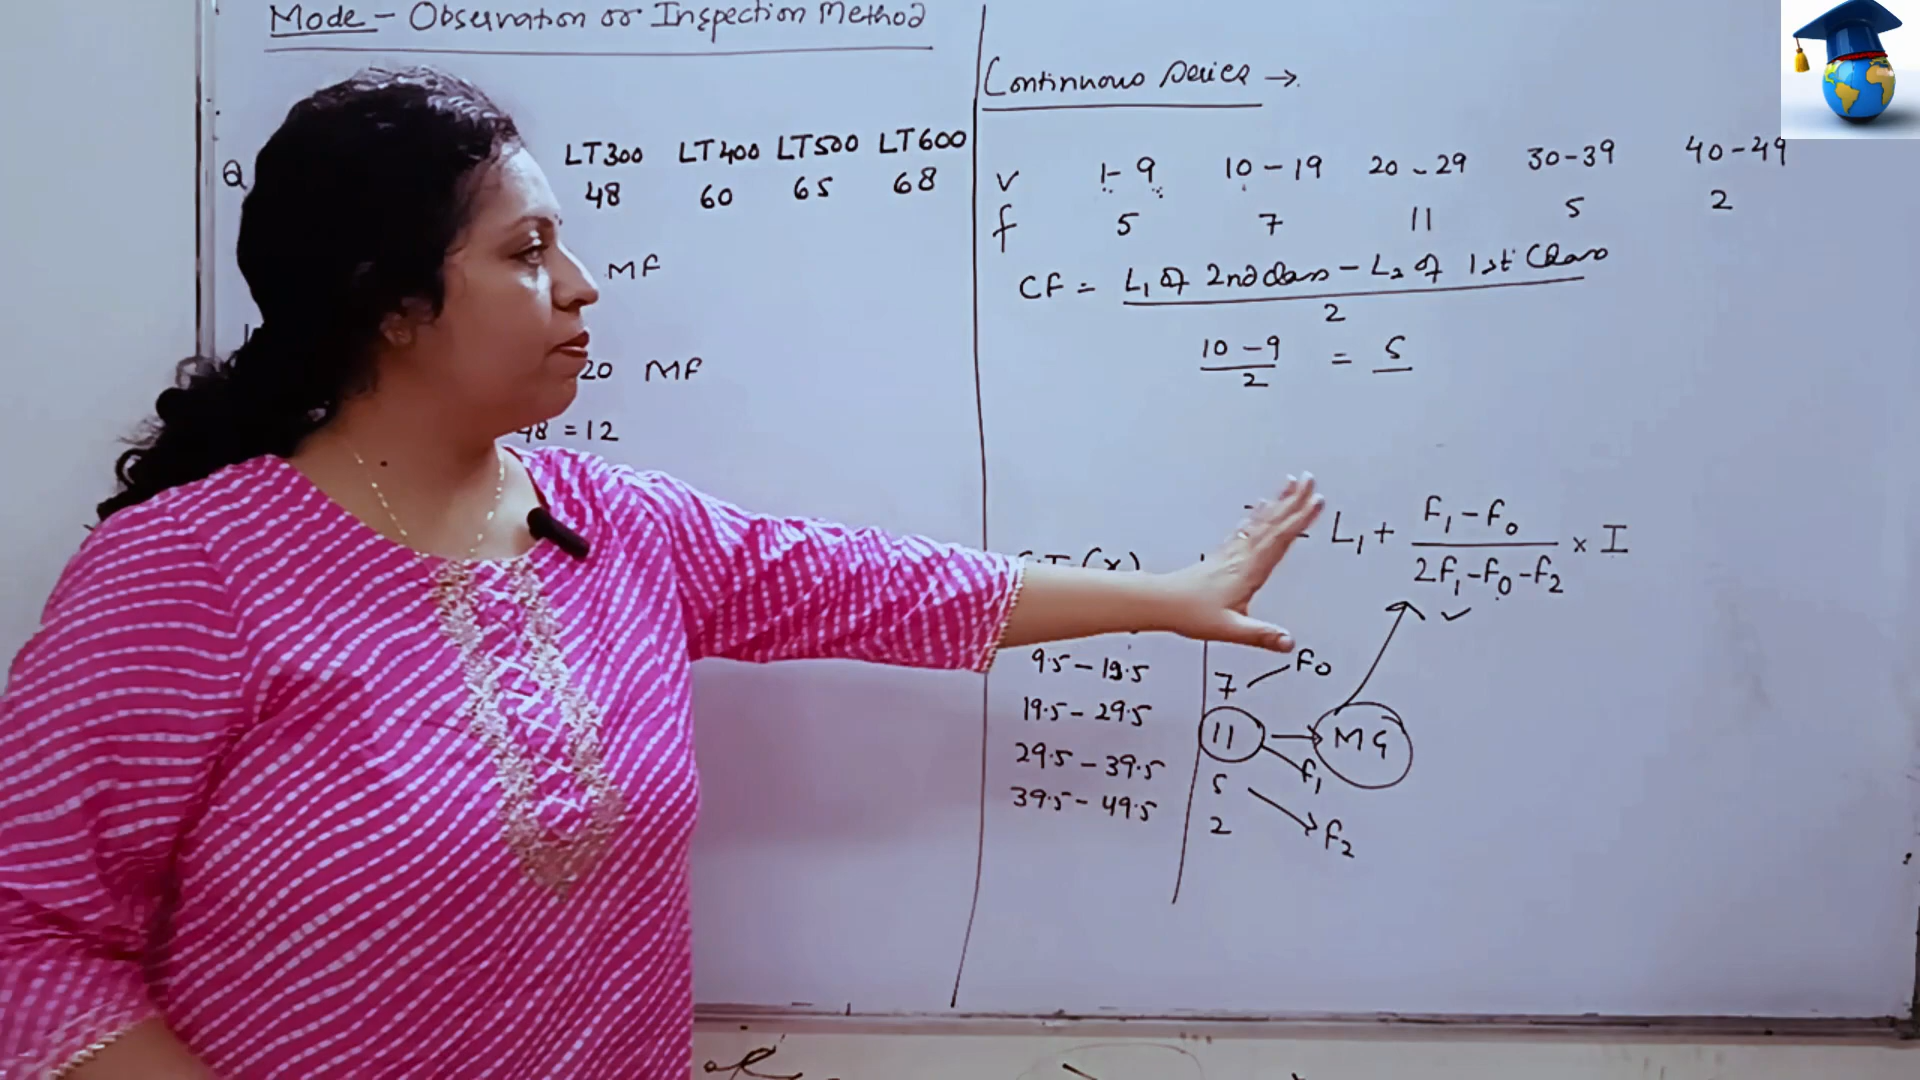 Mode - Observation or Inspection Method
Q
LT300 LT400 LT500 LT600
48 60 65 68
MF
20 MF
48 = 12
Continuous Series →
v 1- 9 10 - 19 20 - 29 30-39 40-49
f 5 7 11 5 2
CF = L₁ of 2nd class - L₂ of 1st Class
2
10 - 9 = 5
2
L₁ + F₁ - F₀ × I
2F₁-F₀-F₂
(x)
9.5 - 19.5 7 F₀
19.5 - 29.5 11 → MG
F₁
29.5 - 39.5 5
39.5 - 49.5 2 F₂